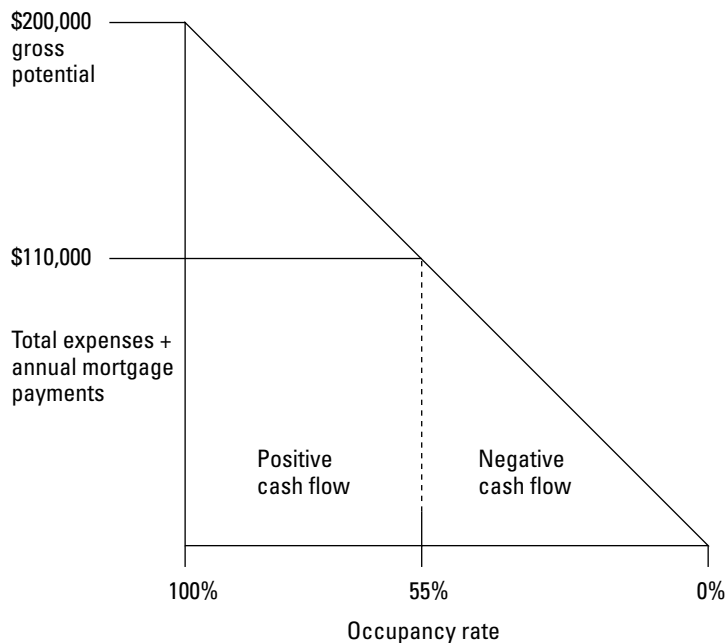 $200,000
gross
potential
$110,000
Total expenses +
annual mortgage
payments
Positive
cash flow
Negative
cash flow
100%
55%
0%
Occupancy rate